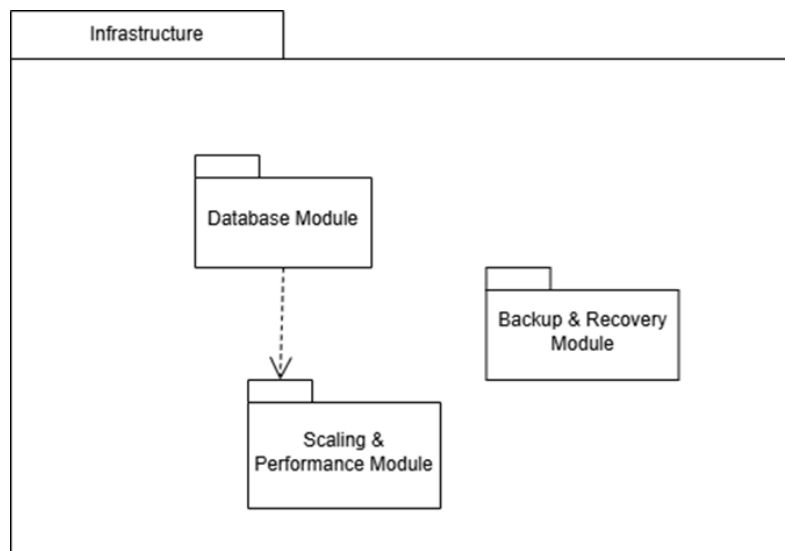 Infrastructure
Database Module
Backup & Recovery
Module
Scaling &
Performance Module